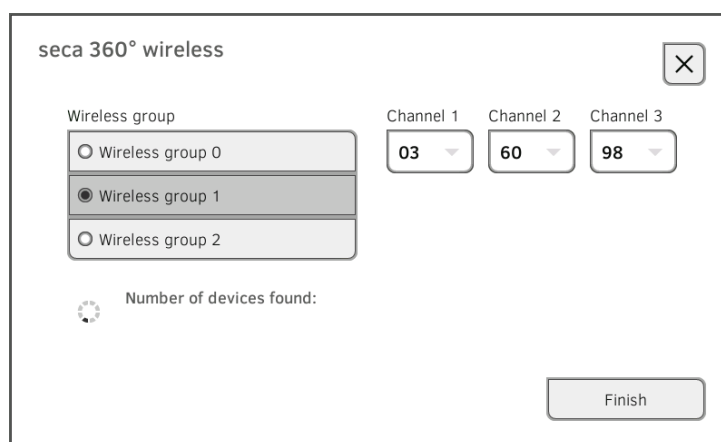 seca 360° wireless
Wireless group
Channel 1 Channel 2 Channel 3
Wireless group 0
03 60 98
Wireless group 1
Wireless group 2
Number of devices found:
Finish